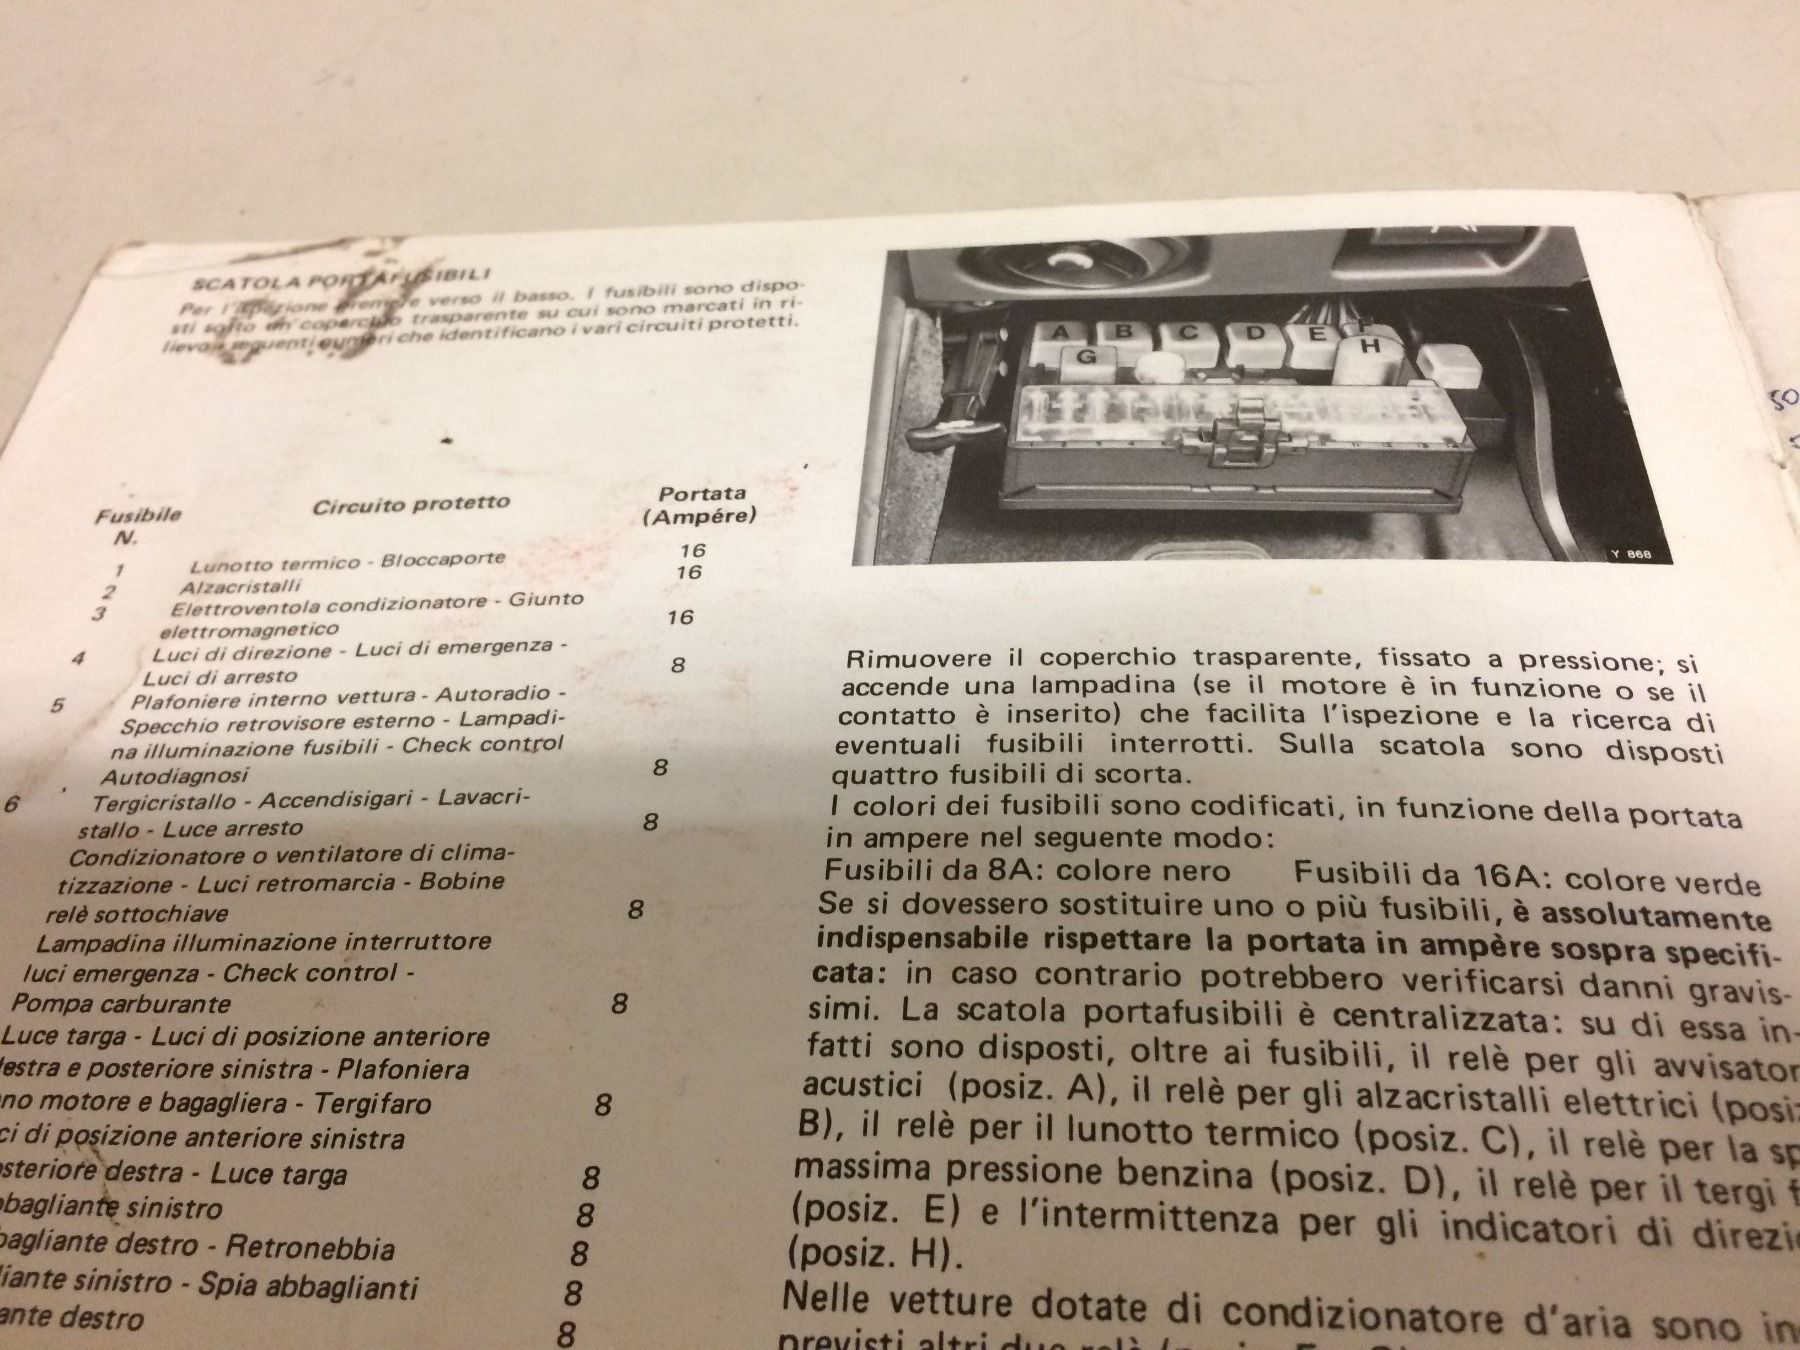 SCATOLA PORTAFUSIBILI
Per l'ispezione premere verso il basso. I fusibili sono dispo-
sti sotto un coperchio trasparente su cui sono marcati in ri-
lievo i seguenti numeri che identificano i vari circuiti protetti.
Fusibile N. Circuito protetto Portata (Ampére)
1 Lunotto termico - Bloccaporte 16
2 Alzacristalli 16
3 Elettroventola condizionatore - Giunto
elettromagnetico 16
4 Luci di direzione - Luci di emergenza -
Luci di arresto 8
5 Plafoniere interno vettura - Autoradio -
Specchio retrovisore esterno - Lampadi-
na illuminazione fusibili - Check control
Autodiagnosi 8
6 Tergicristallo - Accendisigari - Lavacri-
stallo - Luce arresto 8
Condizionatore o ventilatore di clima-
tizzazione - Luci retromarcia - Bobine
relè sottochiave 8
Lampadina illuminazione interruttore
luci emergenza - Check control -
Pompa carburante 8
Luce targa - Luci di posizione anteriore
destra e posteriore sinistra - Plafoniera
motore e bagagliera - Tergifaro 8
di posizione anteriore sinistra
destra - Luce targa 8
sinistro 8
destro - Retronebbia 8
sinistro - Spia abbaglianti 8
destro 8
A B C D E F
G H
Y 868
Rimuovere il coperchio trasparente, fissato a pressione; si
accende una lampadina (se il motore è in funzione o se il
contatto è inserito) che facilita l'ispezione e la ricerca di
eventuali fusibili interrotti. Sulla scatola sono disposti
quattro fusibili di scorta.
I colori dei fusibili sono codificati, in funzione della portata
in ampere nel seguente modo:
Fusibili da 8A: colore nero Fusibili da 16A: colore verde
Se si dovessero sostituire uno o più fusibili, è assolutamente
indispensabile rispettare la portata in ampère sospra specifi-
cata: in caso contrario potrebbero verificarsi danni gravis-
simi. La scatola portafusibili è centralizzata: su di essa in-
fatti sono disposti, oltre ai fusibili, il relè per gli avvisator
acustici (posiz. A), il relè per gli alzacristalli elettrici (posiz
B), il relè per il lunotto termico (posiz. C), il relè per la sp
massima pressione benzina (posiz. D), il relè per il tergi f
(posiz. E) e l'intermittenza per gli indicatori di direzi
(posiz. H).
Nelle vetture dotate di condizionatore d'aria sono in
previsti altri due relè
50